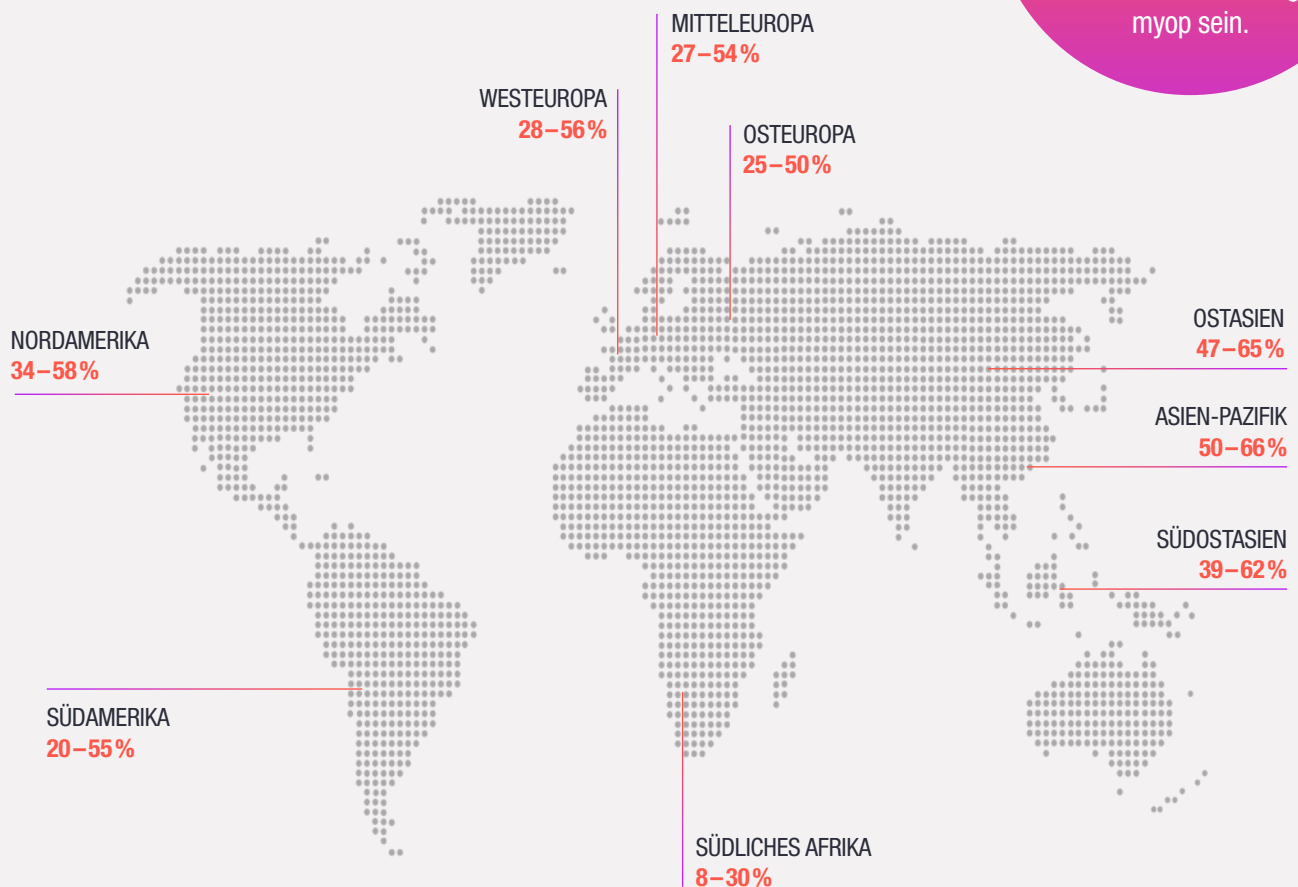 myop sein.
MITTELEUROPA
27–54%
WESTEUROPA
28–56%
OSTEUROPA
25–50%
NORDAMERIKA
34–58%
OSTASIEN
47–65%
ASIEN-PAZIFIK
50–66%
SÜDOSTASIEN
39–62%
SÜDAMERIKA
20–55%
SÜDLICHES AFRIKA
8–30%